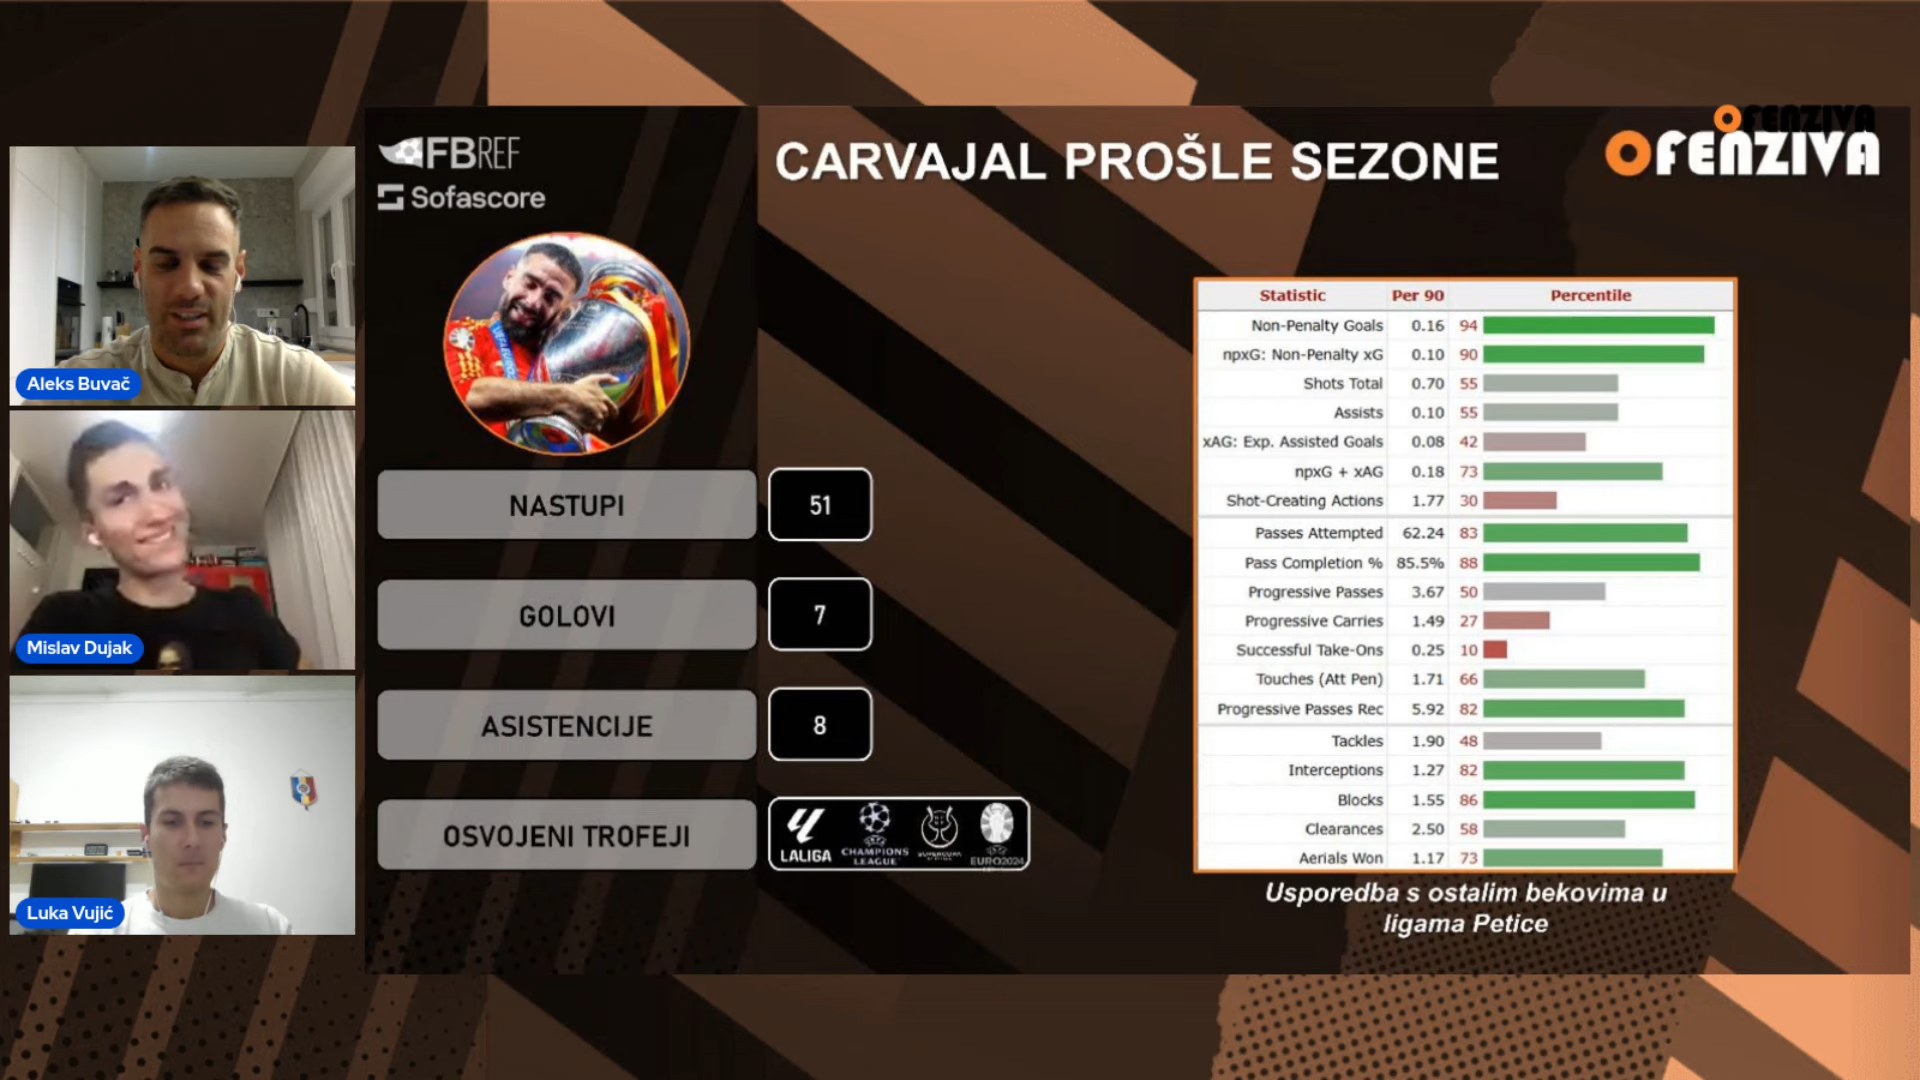 OFENZIVA
FBREF
Sofascore
CARVAJAL PROŠLE SEZONE
OFENZIVA
Aleks Buvač
Mislav Dujak
Luka Vujić
NASTUPI 51
GOLOVI 7
ASISTENCIJE 8
OSVOJENI TROFEJI
LALIGA
CHAMPIONS
LEAGUE
EURO2024
Statistic Per 90 Percentile
Non-Penalty Goals 0.16 94
npxG: Non-Penalty xG 0.10 90
Shots Total 0.70 55
Assists 0.10 55
xAG: Exp. Assisted Goals 0.08 42
npxG + xAG 0.18 73
Shot-Creating Actions 1.77 30
Passes Attempted 62.24 83
Pass Completion % 85.5% 88
Progressive Passes 3.67 50
Progressive Carries 1.49 27
Successful Take-Ons 0.25 10
Touches (Att Pen) 1.71 66
Progressive Passes Rec 5.92 82
Tackles 1.90 48
Interceptions 1.27 82
Blocks 1.55 86
Clearances 2.50 58
Aerials Won 1.17 73
Usporedba s ostalim bekovima u
ligama Petice